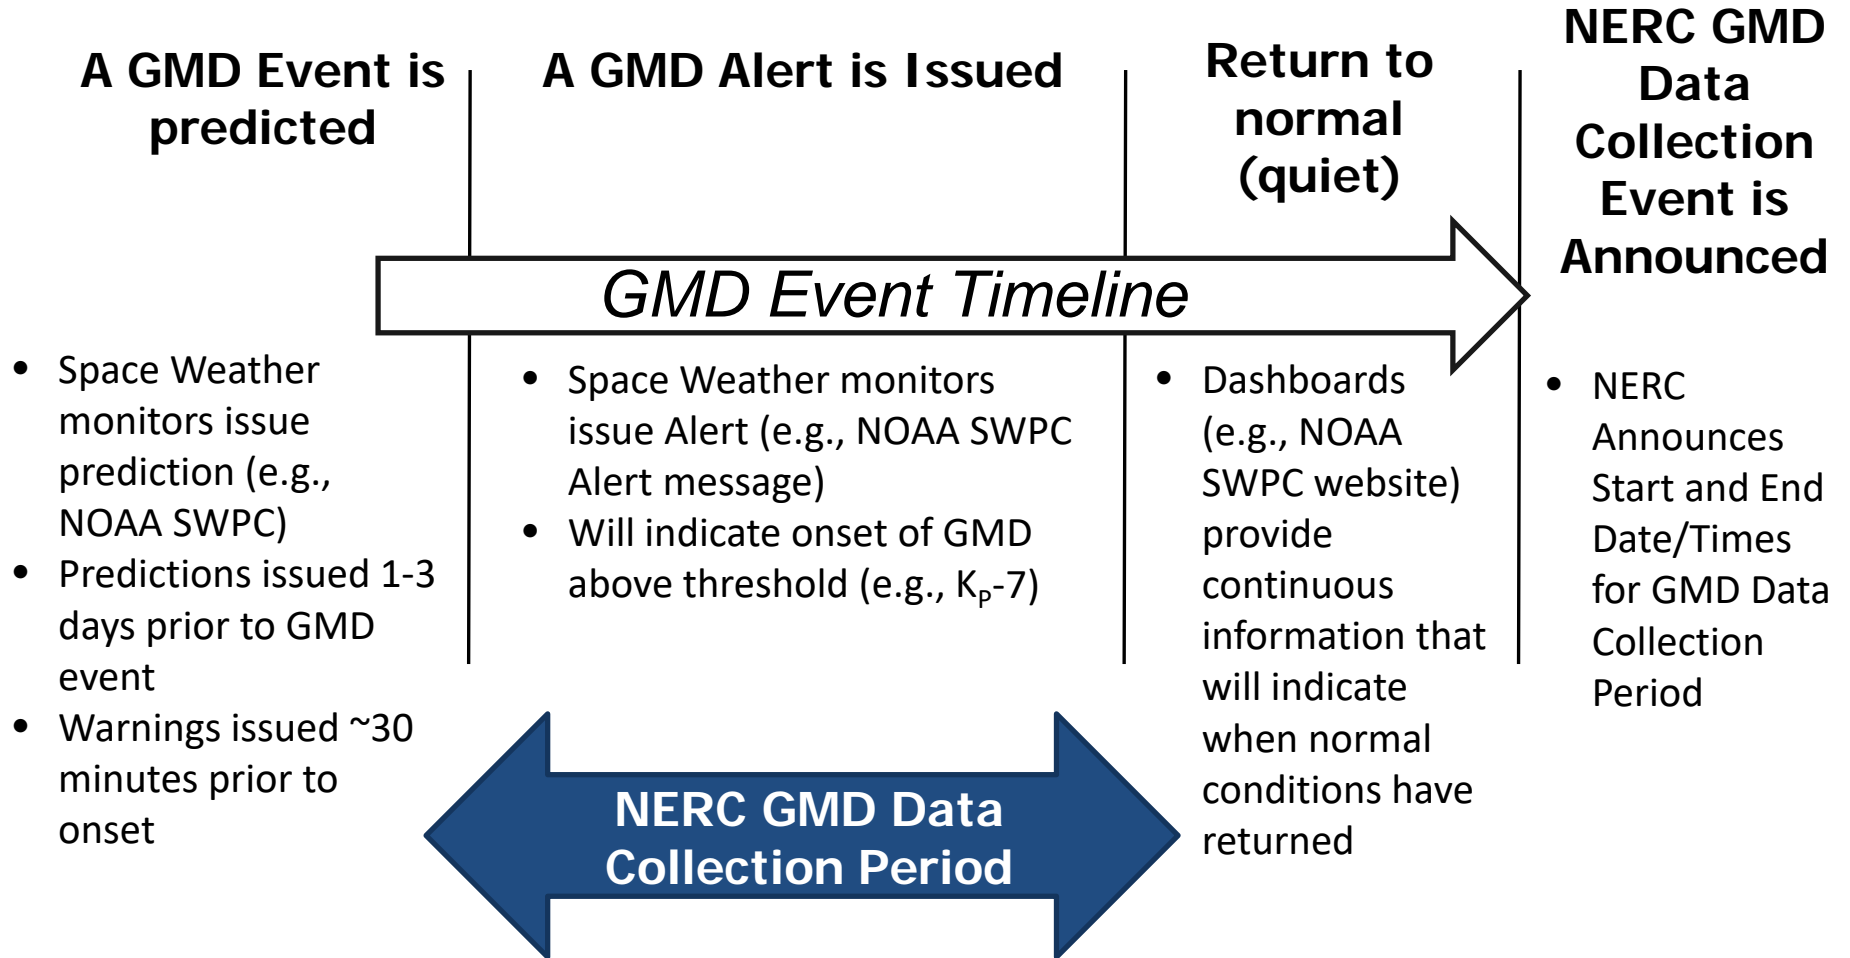 A GMD Event is
predicted
A GMD Alert is Issued
Return to
normal
(quiet)
NERC GMD
Data
Collection
Event is
Announced
GMD Event Timeline
• Space Weather
monitors issue
prediction (e.g.,
NOAA SWPC)
• Predictions issued 1-3
days prior to GMD
event
• Warnings issued ~30
minutes prior to
onset
• Space Weather monitors
issue Alert (e.g., NOAA SWPC
Alert message)
• Will indicate onset of GMD
above threshold (e.g., KP-7)
• Dashboards
(e.g., NOAA
SWPC website)
provide
continuous
information that
will indicate
when normal
conditions have
returned
• NERC
Announces
Start and End
Date/Times
for GMD Data
Collection
Period
NERC GMD Data
Collection Period